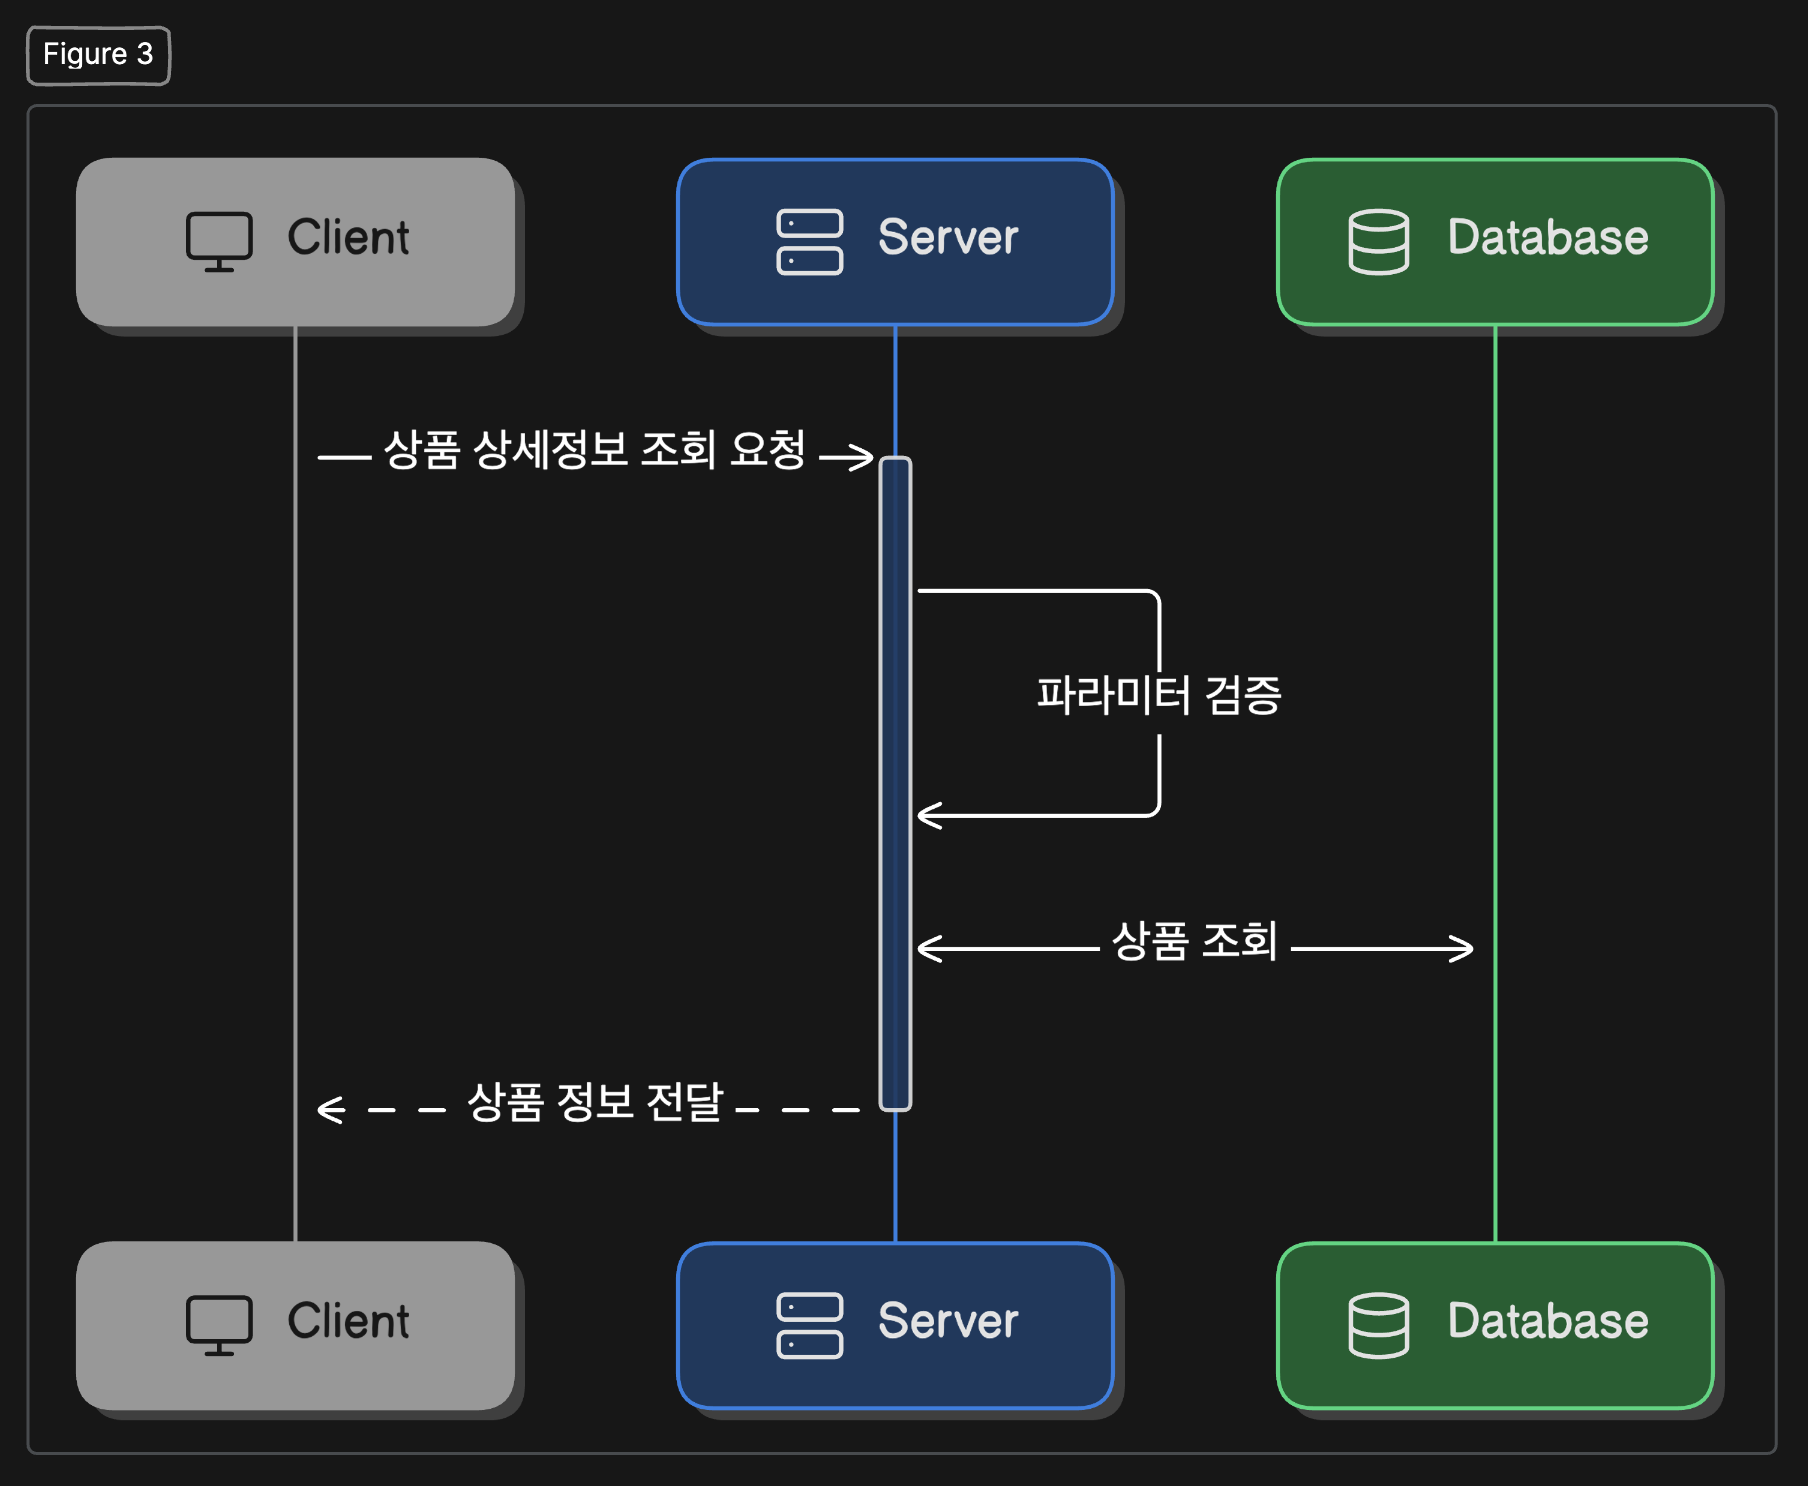 Figure 3
Client
Server
Database
상품 상세정보 조회 요청
파라미터 검증
상품 조회
상품 정보 전달
Client
Server
Database